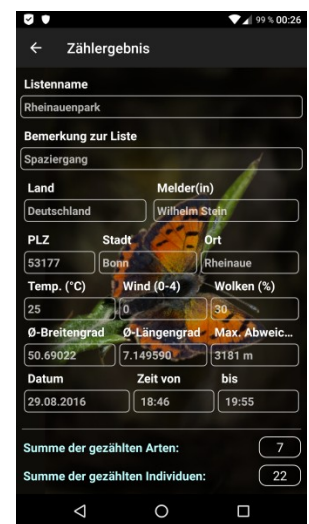 99 % 00:26
Zählergebnis
Listenname
Rheinauenpark
Bemerkung zur Liste
Spaziergang
Land Melder(in)
Deutschland Wilhelm Stein
PLZ Stadt Ort
53177 Bonn Rheinaue
Temp. (°C) Wind (0-4) Wolken (%)
25 0 30
Ø-Breitengrad Ø-Längengrad Max. Abweic...
50.69022 7.149590 3181 m
Datum Zeit von bis
29.08.2016 18:46 19:55
Summe der gezählten Arten: 7
Summe der gezählten Individuen: 22